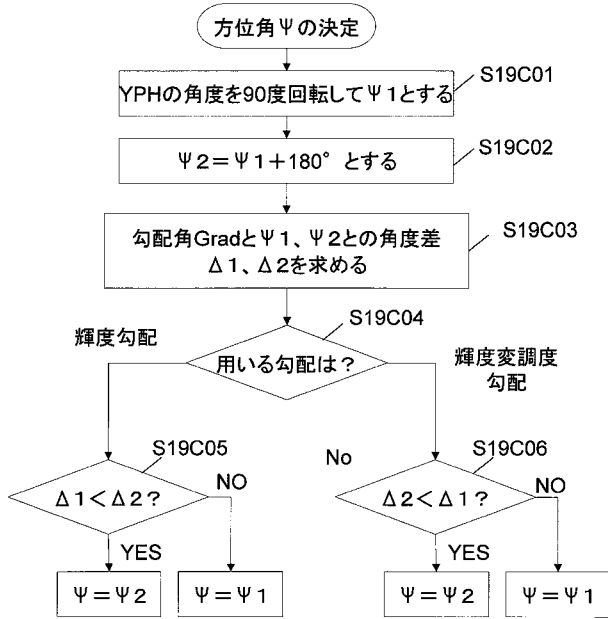 方位角Ψの決定
S19C01
YPHの角度を90度回転してΨ1とする
S19C02
Ψ2=Ψ1+180°とする
S19C03
勾配角GradとΨ1、Ψ2との角度差
Δ1、Δ2を求める
S19C04
輝度勾配
用いる勾配は?
輝度変調度
勾配
S19C05
No
S19C06
Δ1<Δ2?
NO
Δ2<Δ1?
NO
YES
YES
Ψ=Ψ2
Ψ=Ψ1
Ψ=Ψ2
Ψ=Ψ1